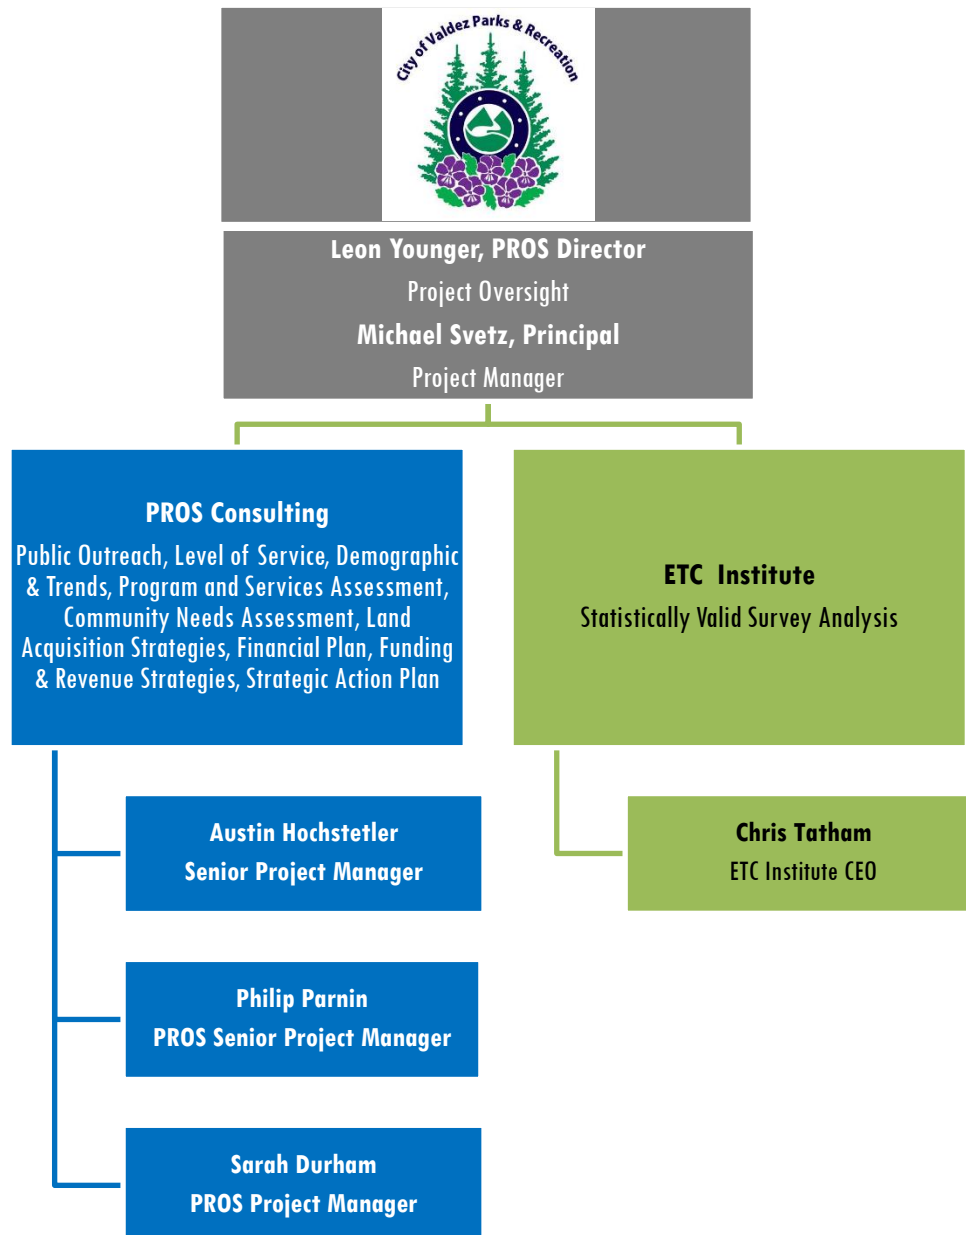 City of Valdez Parks & Recreation
Leon Younger, PROS Director
Project Oversight
Michael Svetz, Principal
Project Manager
PROS Consulting
Public Outreach, Level of Service, Demographic
& Trends, Program and Services Assessment,
Community Needs Assessment, Land
Acquisition Strategies, Financial Plan, Funding
& Revenue Strategies, Strategic Action Plan
ETC Institute
Statistically Valid Survey Analysis
Austin Hochstetler
Senior Project Manager
Chris Tatham
ETC Institute CEO
Philip Parnin
PROS Senior Project Manager
Sarah Durham
PROS Project Manager